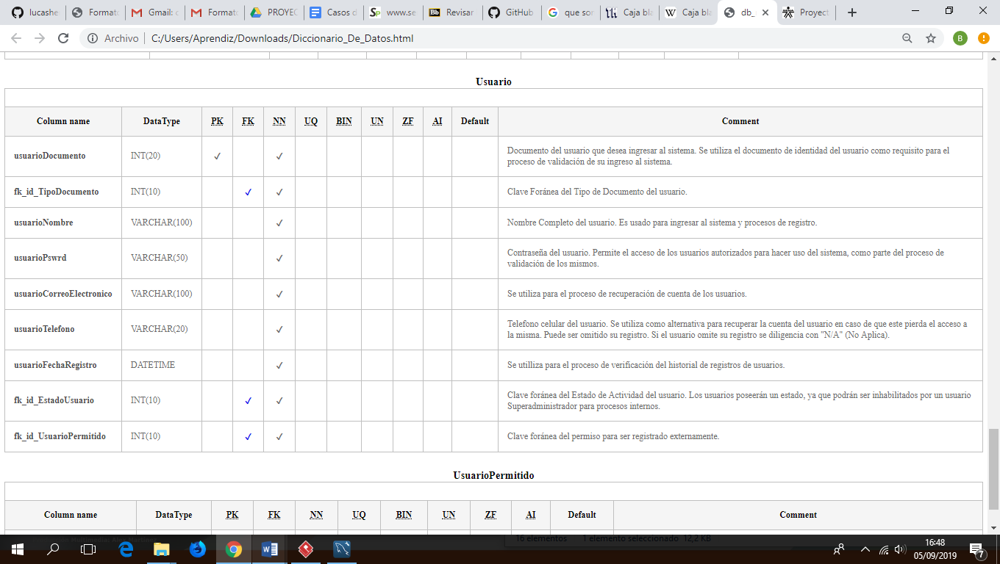 lucashe
Formato
Gmail: c
Formato
PROYEC
Casos d
www.se
Revisar
GitHub
que sor
Caja bla
Caja bla
db_
Proyect
Archivo C:/Users/Aprendiz/Downloads/Diccionario_De_Datos.html
B
Usuario
Column name DataType PK FK NN UQ BIN UN ZF AI Default Comment
usuarioDocumento INT(20) ✓ ✓ Documento del usuario que desea ingresar al sistema. Se utiliza el documento de identidad del usuario como requisito para el
proceso de validación de su ingreso al sistema.
fk_id_TipoDocumento INT(10) ✓ ✓ Clave Foránea del Tipo de Documento del usuario.
usuarioNombre VARCHAR(100) ✓ Nombre Completo del usuario. Es usado para ingresar al sistema y procesos de registro.
usuarioPswrd VARCHAR(50) ✓ Contraseña del usuario. Permite el acceso de los usuarios autorizados para hacer uso del sistema, como parte del proceso de
validación de los mismos.
usuarioCorreoElectronico VARCHAR(100) ✓ Se utiliza para el proceso de recuperación de cuenta de los usuarios.
usuarioTelefono VARCHAR(20) ✓ Telefono celular del usuario. Se utiliza como alternativa para recuperar la cuenta del usuario en caso de que este pierda el acceso a
la misma. Puede ser omitido su registro. Si el usuario omite su registro se diligencia con "N/A" (No Aplica).
usuarioFechaRegistro DATETIME ✓ Se utilliza para el proceso de verificación del historial de registros de usuarios.
fk_id_EstadoUsuario INT(10) ✓ ✓ Clave foránea del Estado de Actividad del usuario. Los usuarios poseerán un estado, ya que podrán ser inhabilitados por un usuario
Superadministrador para procesos internos.
fk_id_UsuarioPermitido INT(10) ✓ ✓ Clave foránea del permiso para ser registrado externamente.
UsuarioPermitido
Column name DataType PK FK NN UQ BIN UN ZF AI Default Comment
16 elementos 1 elemento seleccionado 12,2 KB
16:48
05/09/2019
7